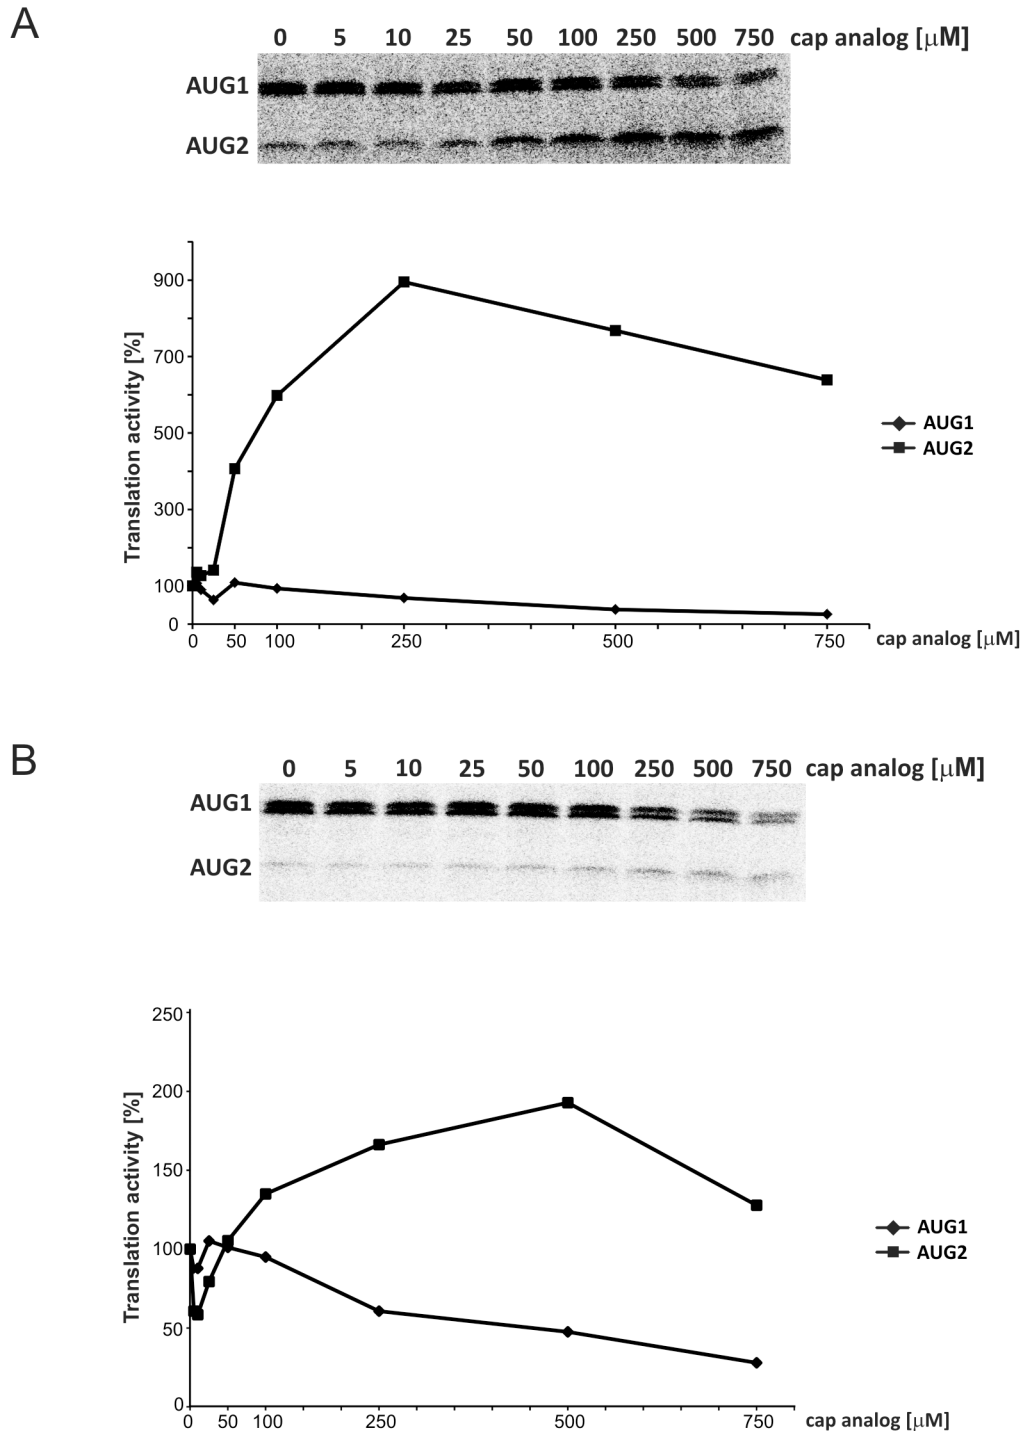 A
0 5 10 25 50 100 250 500 750 cap analog [μM]
AUG1
AUG2
Translation activity [%]
900
700
500
300
100
0
AUG1
AUG2
0 50 100 250 500 750 cap analog [μM]
B
0 5 10 25 50 100 250 500 750 cap analog [μM]
AUG1
AUG2
Translation activity [%]
250
200
150
100
50
0
AUG1
AUG2
0 50 100 250 500 750 cap analog [μM]